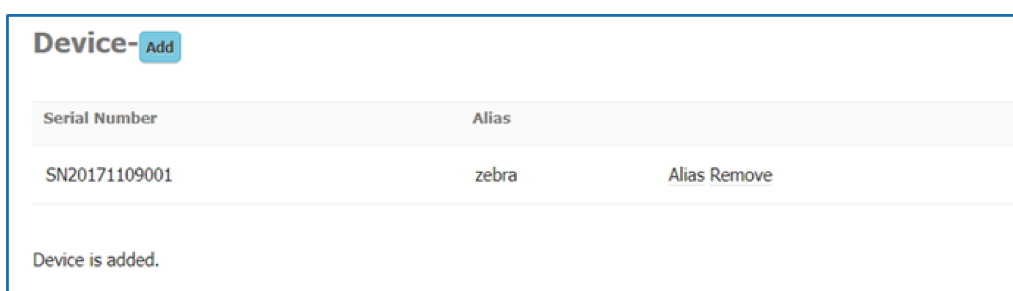 Device- Add
Serial Number Alias
SN20171109001 zebra Alias Remove
Device is added.